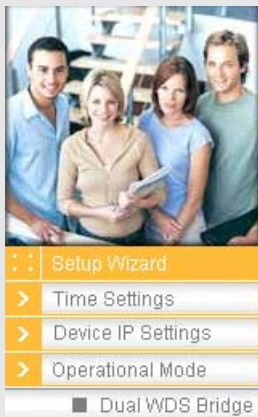 Setup Wizard
Time Settings
Device IP Settings
Operational Mode
Dual WDS Bridge